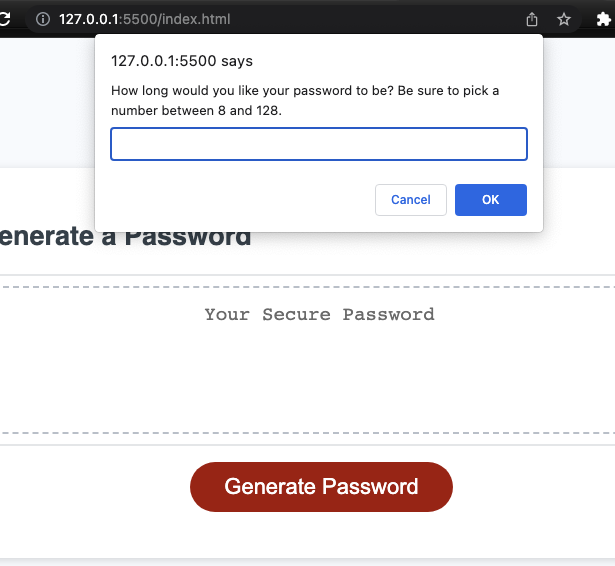 127.0.0.1:5500/index.html
127.0.0.1:5500 says
How long would you like your password to be? Be sure to pick a
number between 8 and 128.
Cancel
OK
enerate a Password
Your Secure Password
Generate Password